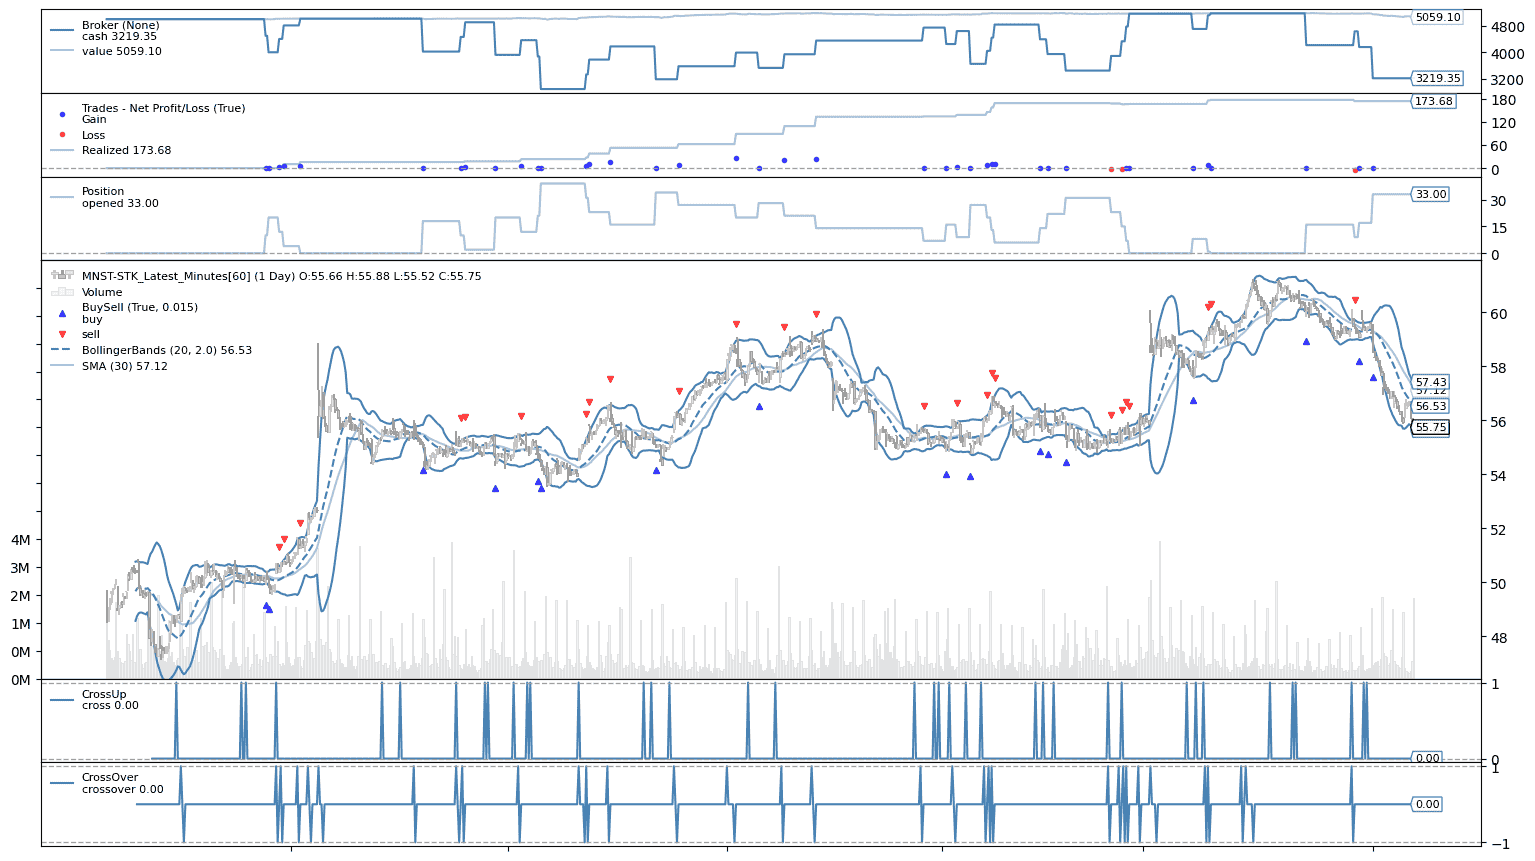 Broker (None)
cash 3219.35
value 5059.10
5059.10
4800
4000
3219.35
3200
Trades - Net Profit/Loss (True)
Gain
Loss
Realized 173.68
180
173.68
120
60
0
Position
opened 33.00
33.00
30
15
0
MNST-STK_Latest_Minutes[60] (1 Day) O:55.66 H:55.88 L:55.52 C:55.75
Volume
BuySell (True, 0.015)
buy
sell
BollingerBands (20, 2.0) 56.53
SMA (30) 57.12
60
58
57.43
57.12
56.53
56
55.75
54
52
50
48
4M
3M
2M
1M
0M
0M
CrossUp
cross 0.00
1
0.00
0
CrossOver
crossover 0.00
1
0.00
−1